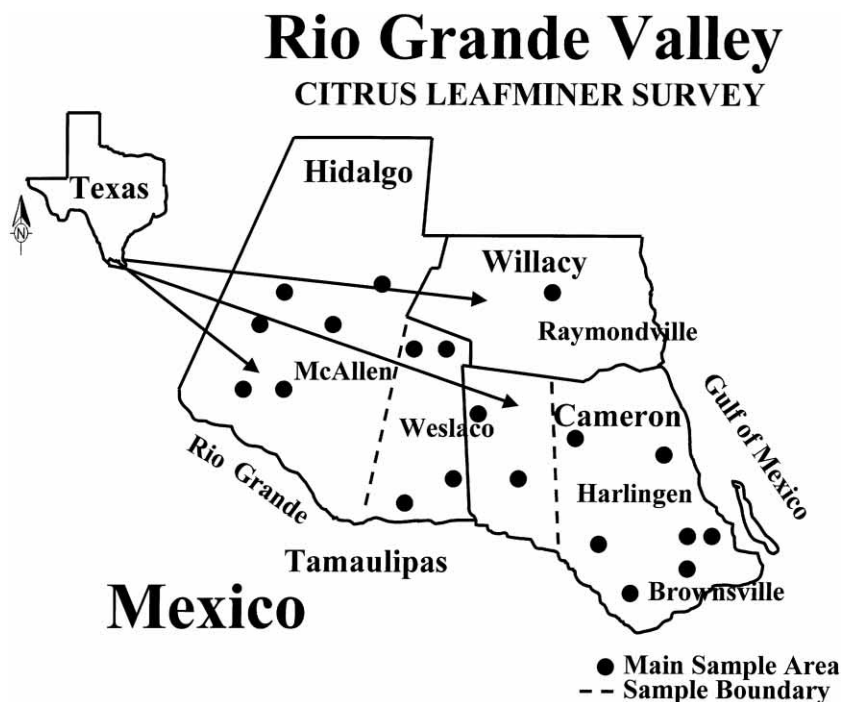 Rio Grande Valley
CITRUS LEAFMINER SURVEY
Texas
N
Hidalgo
Willacy
Raymondville
McAllen
Weslaco
Cameron
Harlingen
Brownsville
Rio Grande
Gulf of Mexico
Tamaulipas
Mexico
Main Sample Area
Sample Boundary